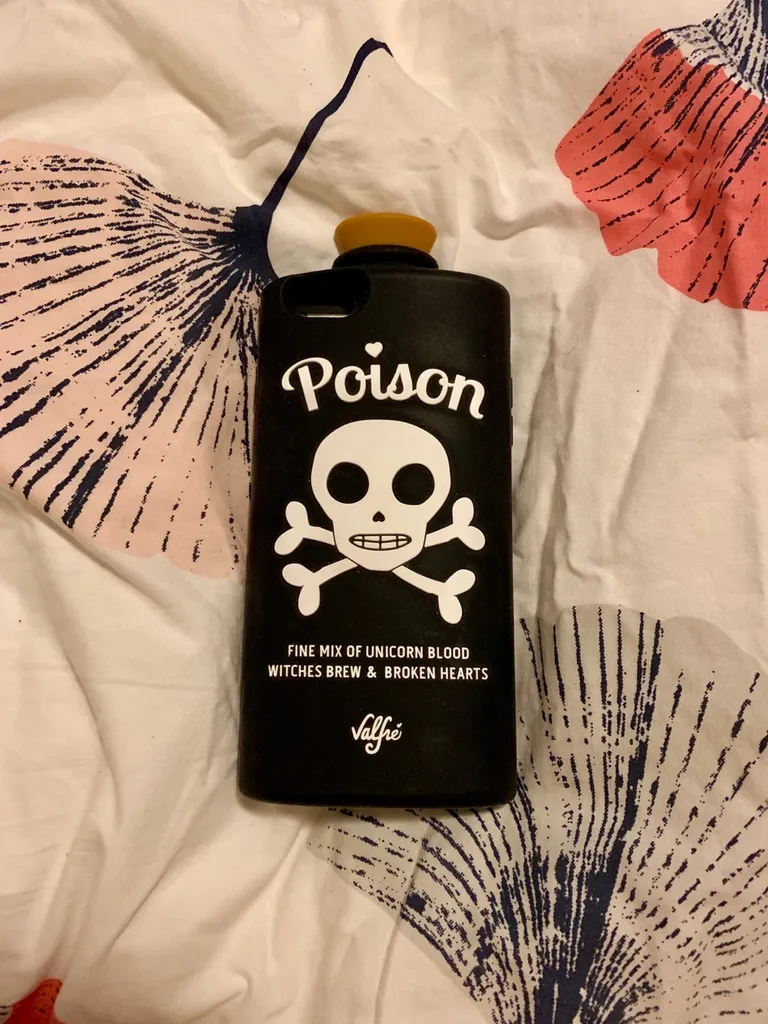 Poison
FINE MIX OF UNICORN BLOOD
WITCHES BREW & BROKEN HEARTS
Valfré